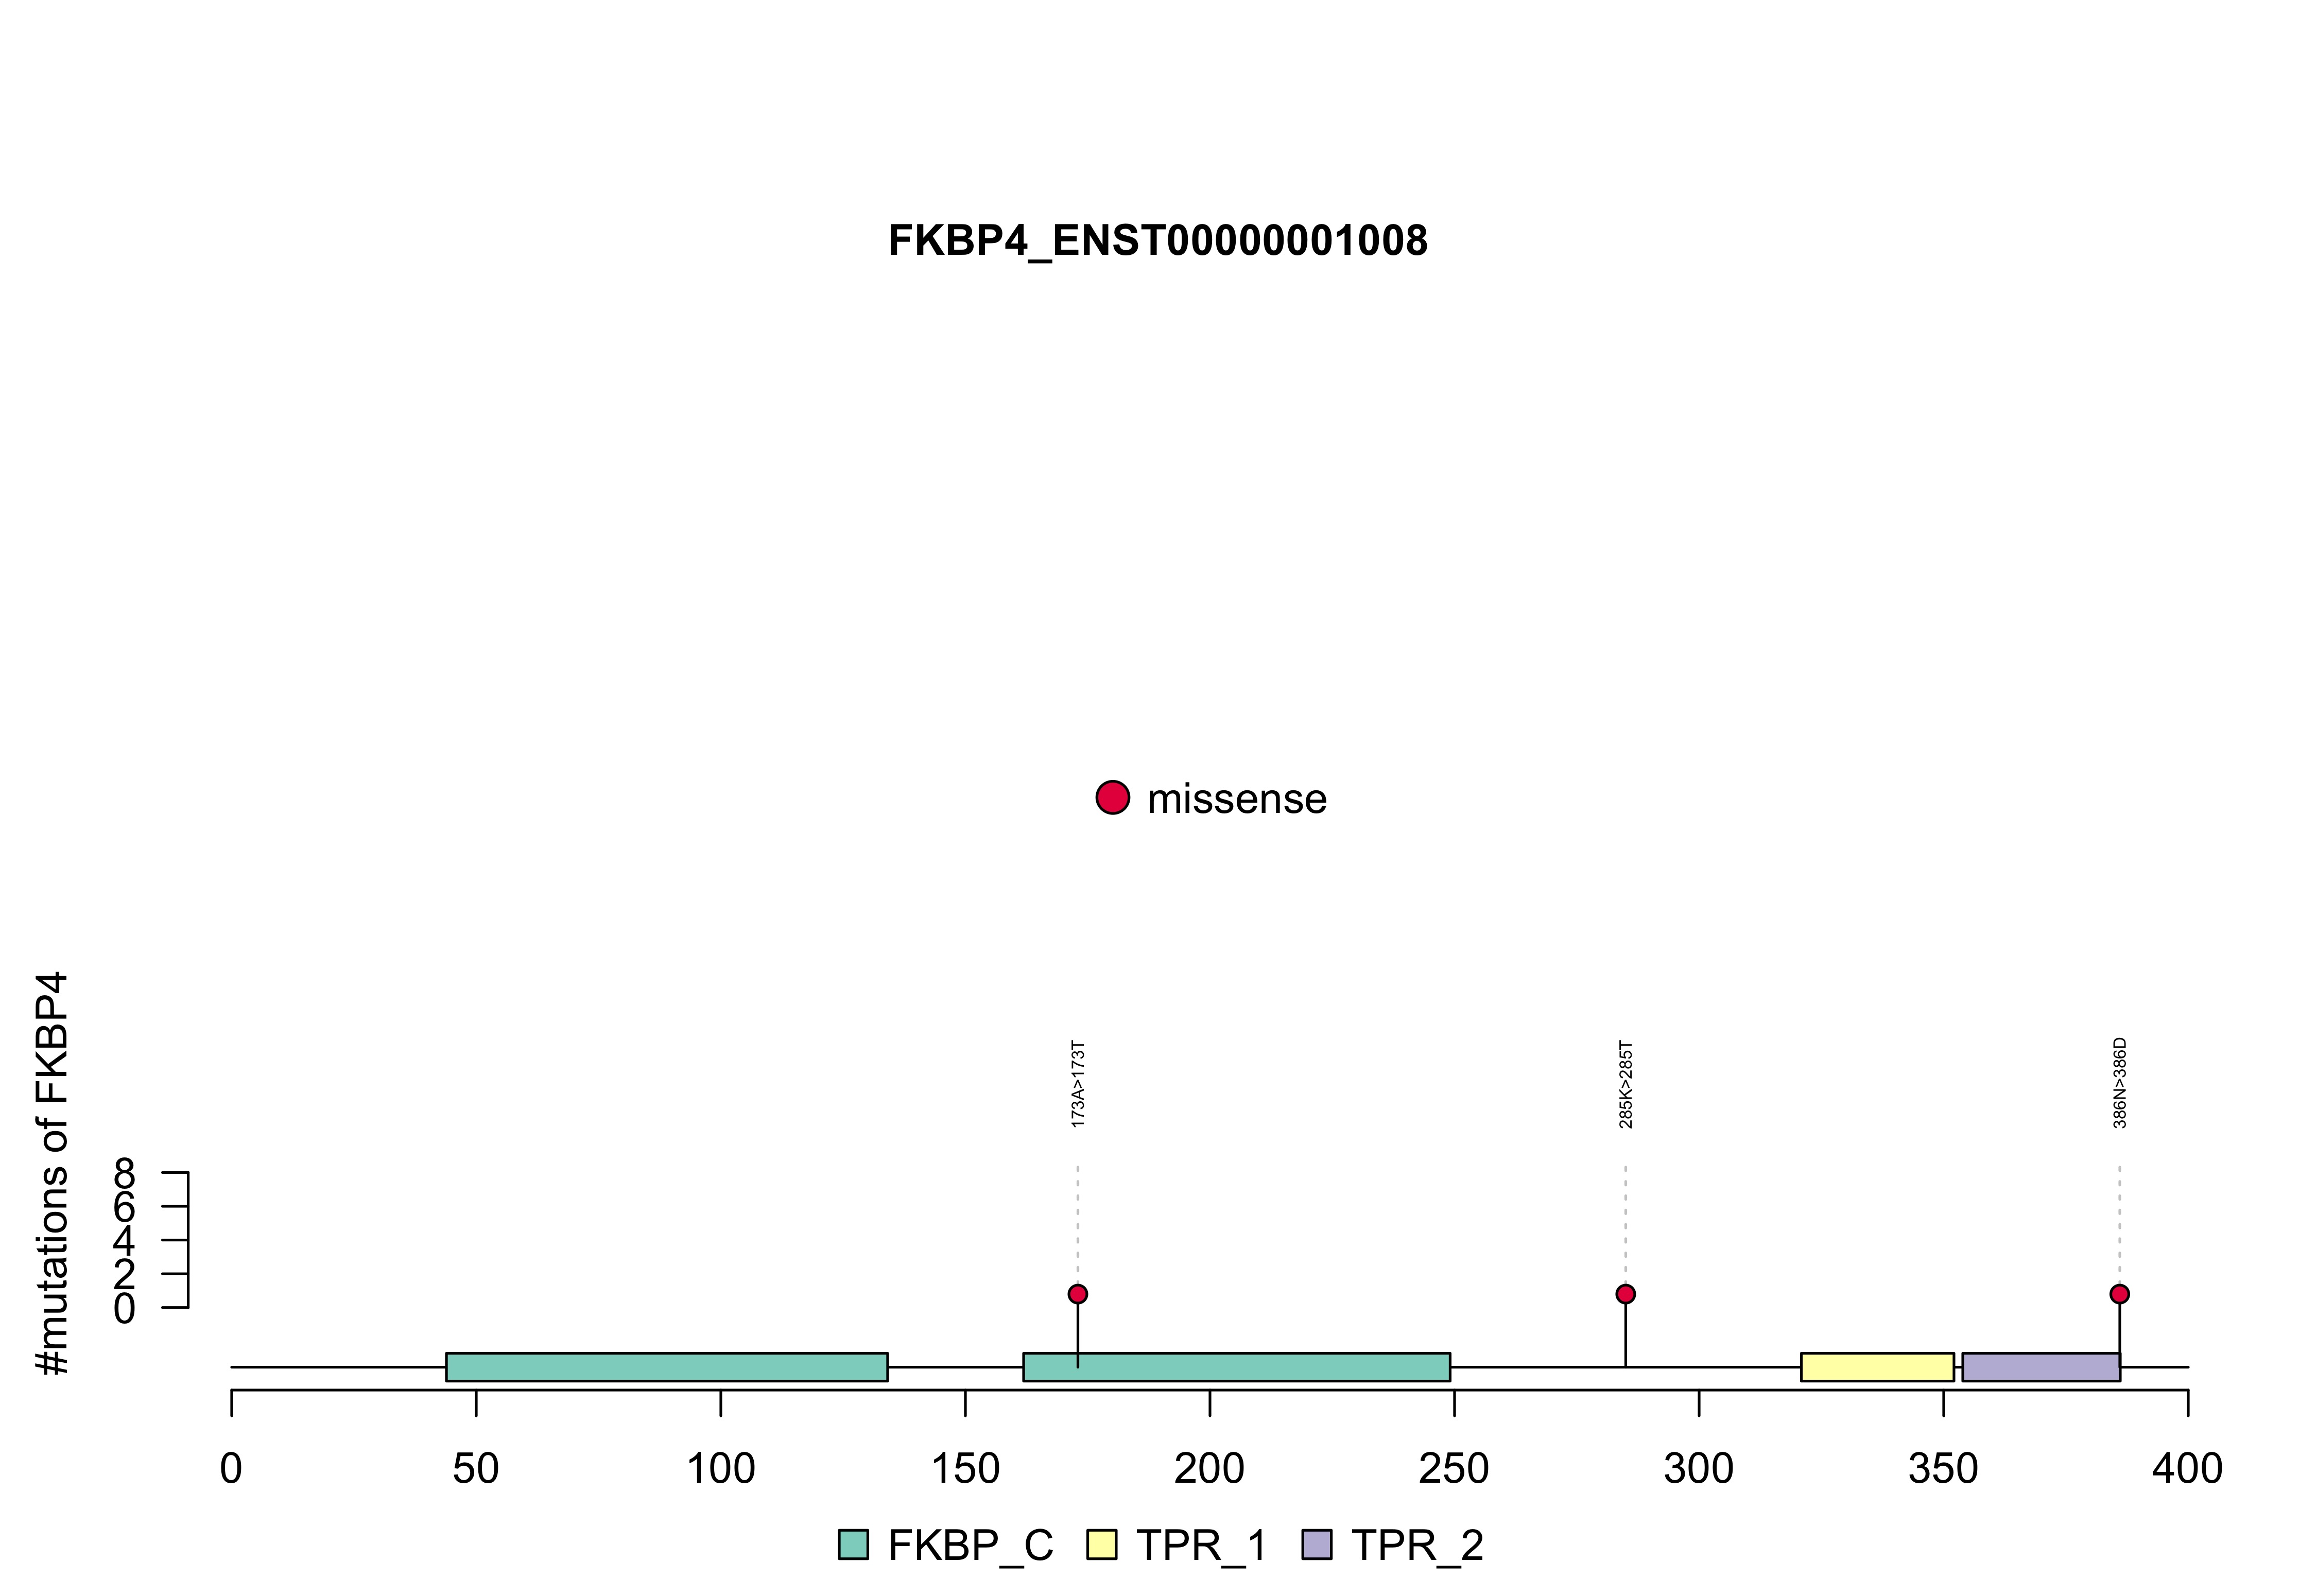 FKBP4_ENST00000001008
missense
#mutations of FKBP4
173A>173T
285K>285T
386N>386D
8
6
4
2
0
0 50 100 150 200 250 300 350 400
FKBP_C TPR_1 TPR_2